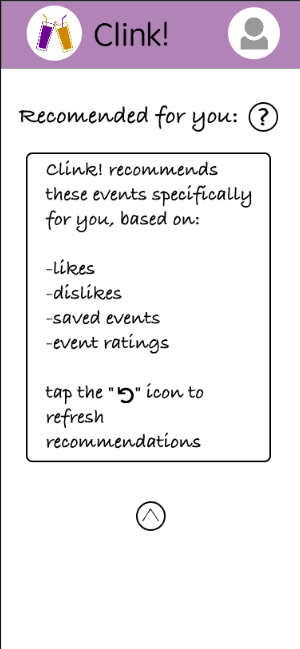 Clink!
Recomended for you: ?
Clink! recommends
these events specifically
for you, based on:
-likes
-dislikes
-saved events
-event ratings
tap the "⮌" icon to
refresh
recommendations